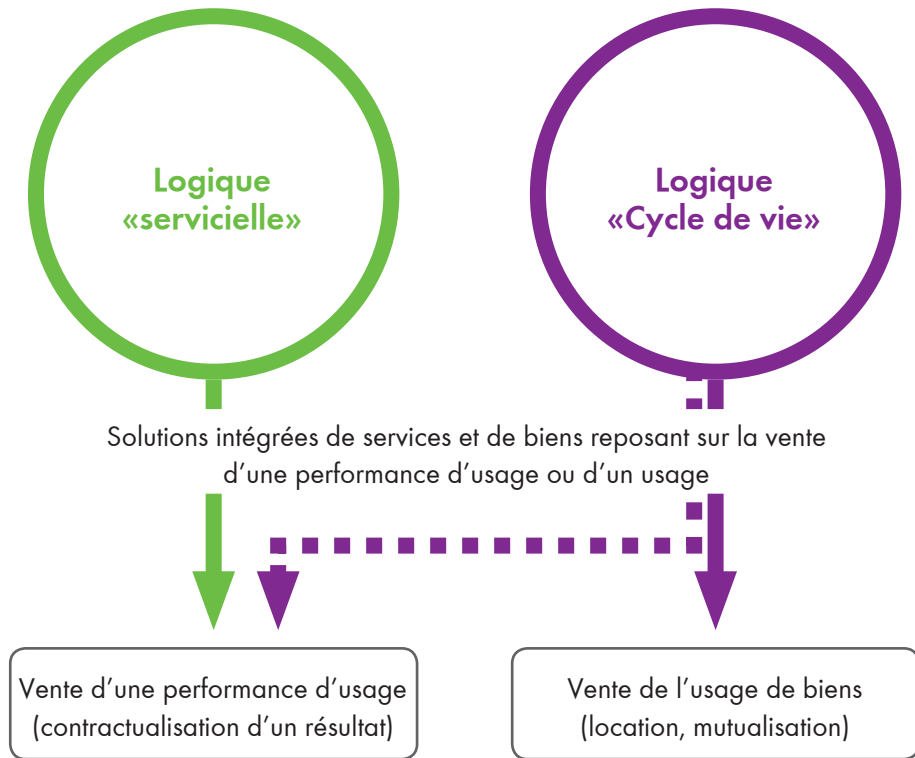 Logique
«servicielle»
Logique
«Cycle de vie»
Solutions intégrées de services et de biens reposant sur la vente
d’une performance d’usage ou d’un usage
Vente d’une performance d’usage
(contractualisation d’un résultat)
Vente de l’usage de biens
(location, mutualisation)